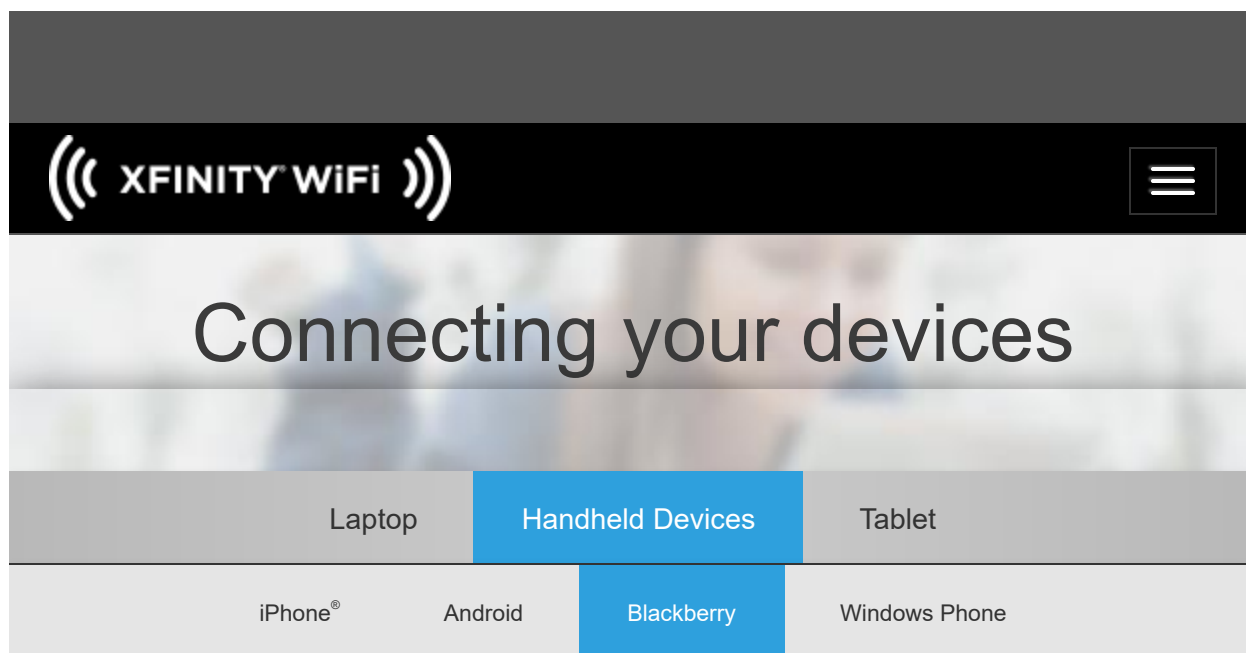 XFINITY® WiFi
Connecting your devices
Laptop Handheld Devices Tablet
iPhone® Android Blackberry Windows Phone